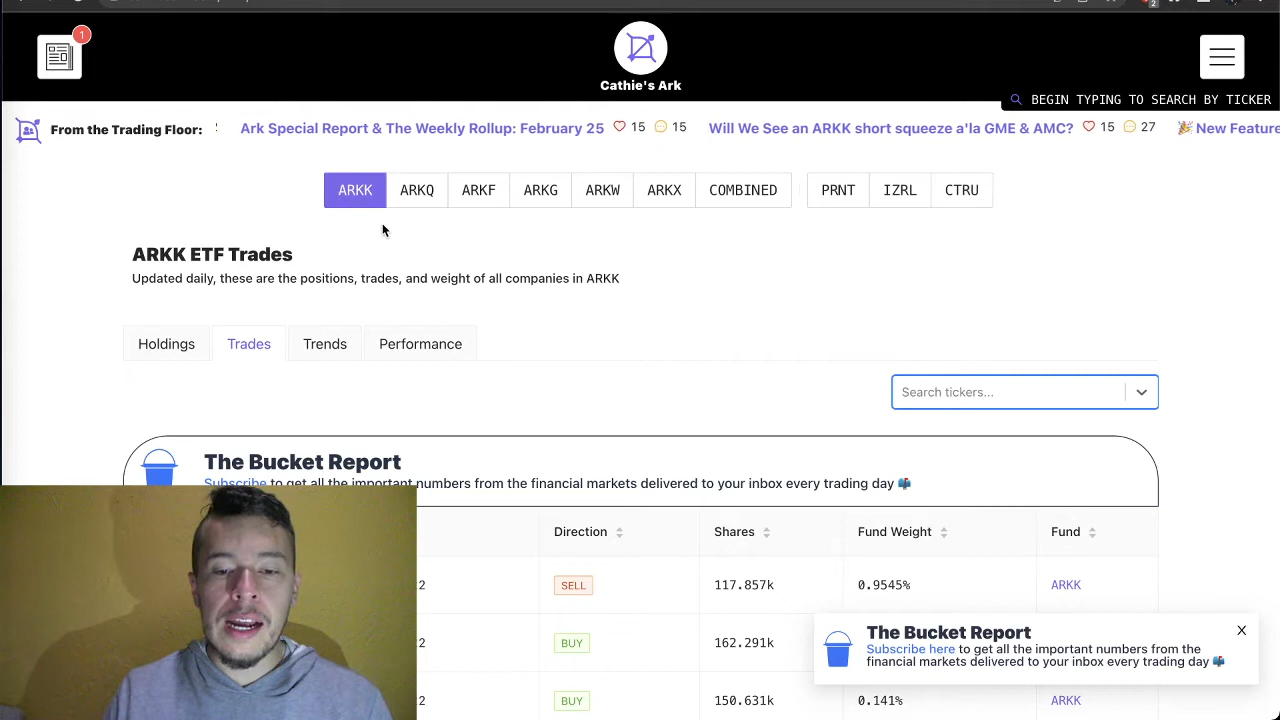 1
2
Cathie's Ark
BEGIN TYPING TO SEARCH BY TICKER
From the Trading Floor:
Ark Special Report & The Weekly Rollup: February 25 15 15
Will We See an ARKK short squeeze a'la GME & AMC? 15 27
🎉 New Feature
ARKK ARKQ ARKF ARKG ARKW ARKX COMBINED PRNT IZRL CTRU
ARKK ETF Trades
Updated daily, these are the positions, trades, and weight of all companies in ARKK
Holdings Trades Trends Performance
Search tickers...
The Bucket Report
Subscribe to get all the important numbers from the financial markets delivered to your inbox every trading day 📫
Direction Shares Fund Weight Fund
2 SELL 117.857k 0.9545% ARKK
2 BUY 162.291k
2 BUY 150.631k 0.141% ARKK
The Bucket Report X
Subscribe here to get all the important numbers from the
financial markets delivered to your inbox every trading day 📫